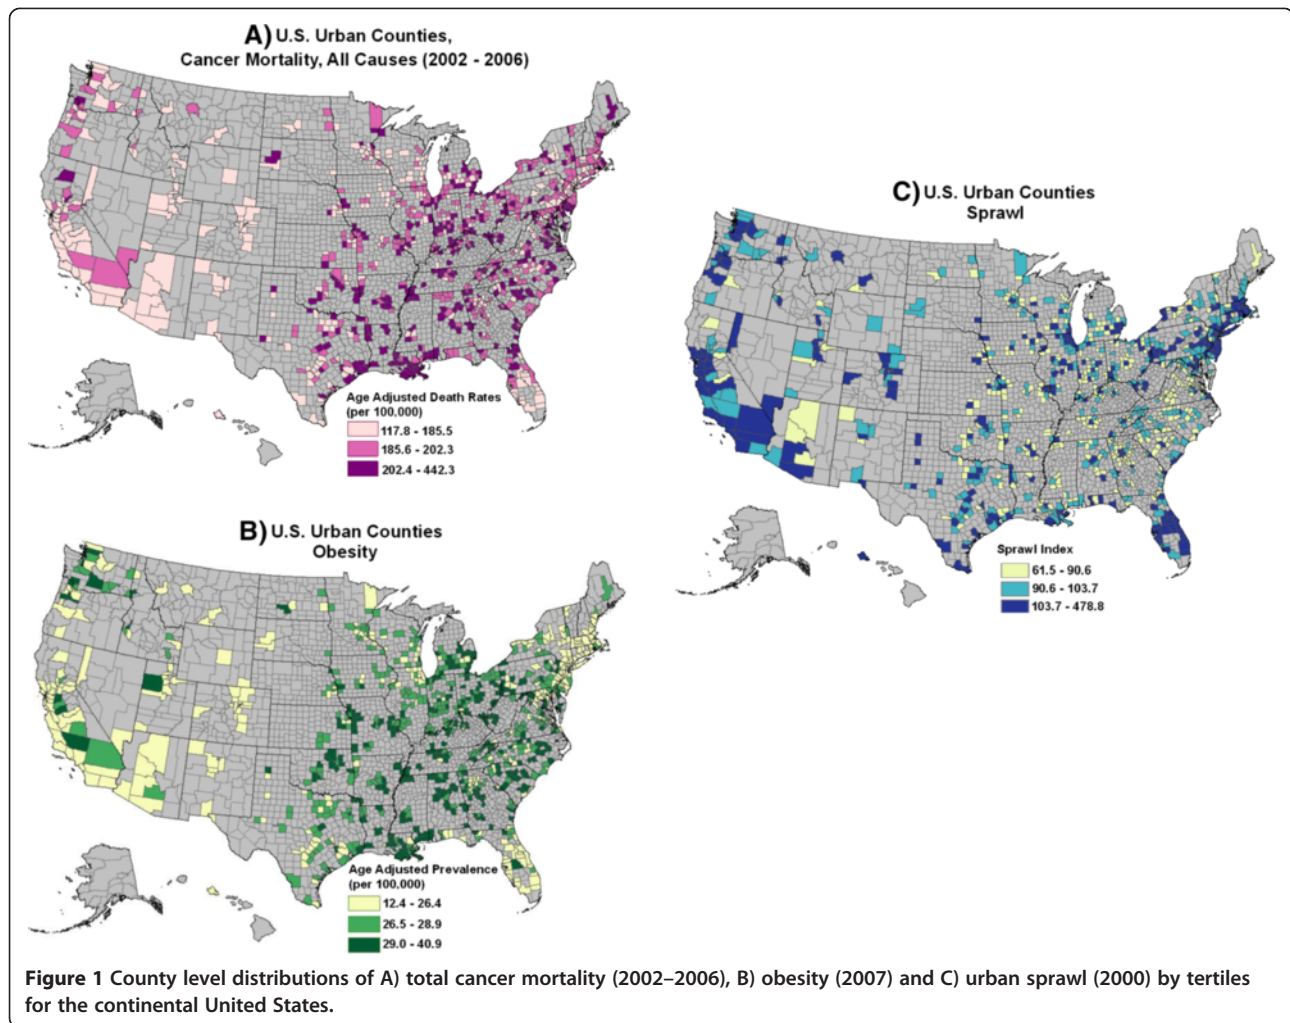 A) U.S. Urban Counties,
Cancer Mortality, All Causes (2002 - 2006)
Age Adjusted Death Rates
(per 100,000)
117.8 - 185.5
185.6 - 202.3
202.4 - 442.3
B) U.S. Urban Counties
Obesity
Age Adjusted Prevalence
(per 100,000)
12.4 - 26.4
26.5 - 28.9
29.0 - 40.9
C) U.S. Urban Counties
Sprawl
Sprawl Index
61.5 - 90.6
90.6 - 103.7
103.7 - 478.8
Figure 1 County level distributions of A) total cancer mortality (2002–2006), B) obesity (2007) and C) urban sprawl (2000) by tertiles
for the continental United States.